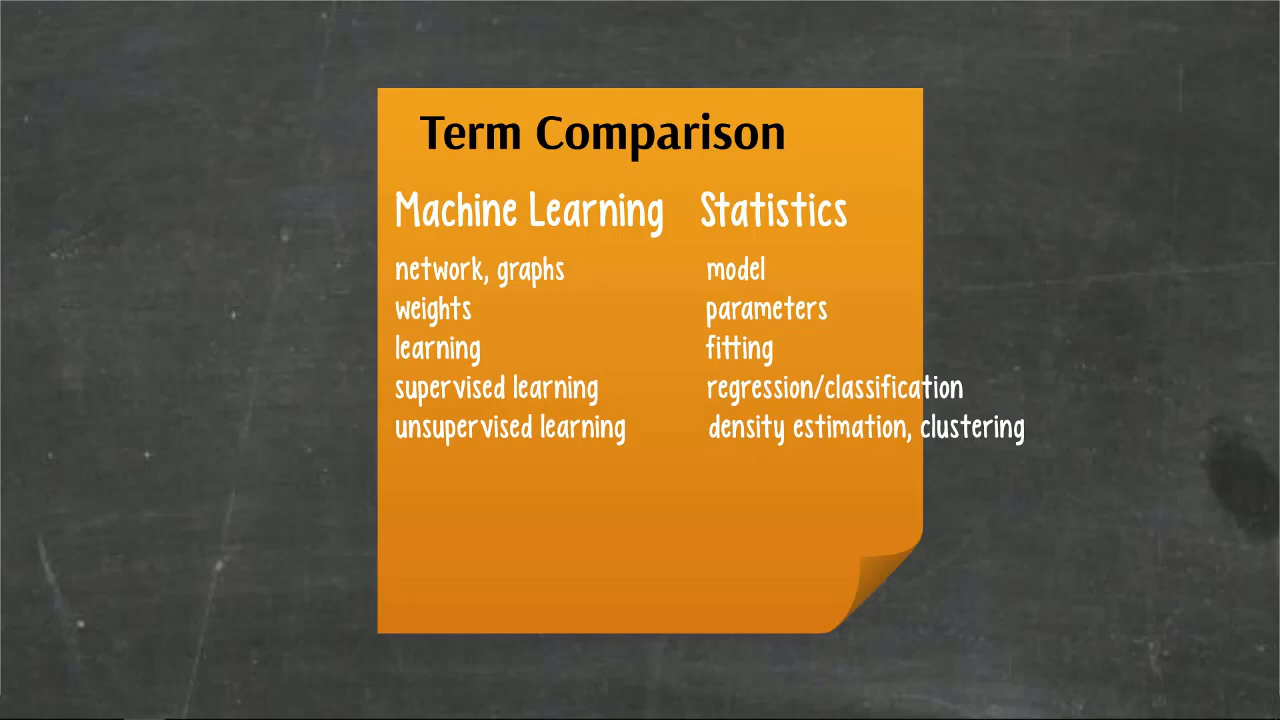 Term Comparison
Machine Learning Statistics
network, graphs model
weights parameters
learning fitting
supervised learning regression/classification
unsupervised learning density estimation, clustering